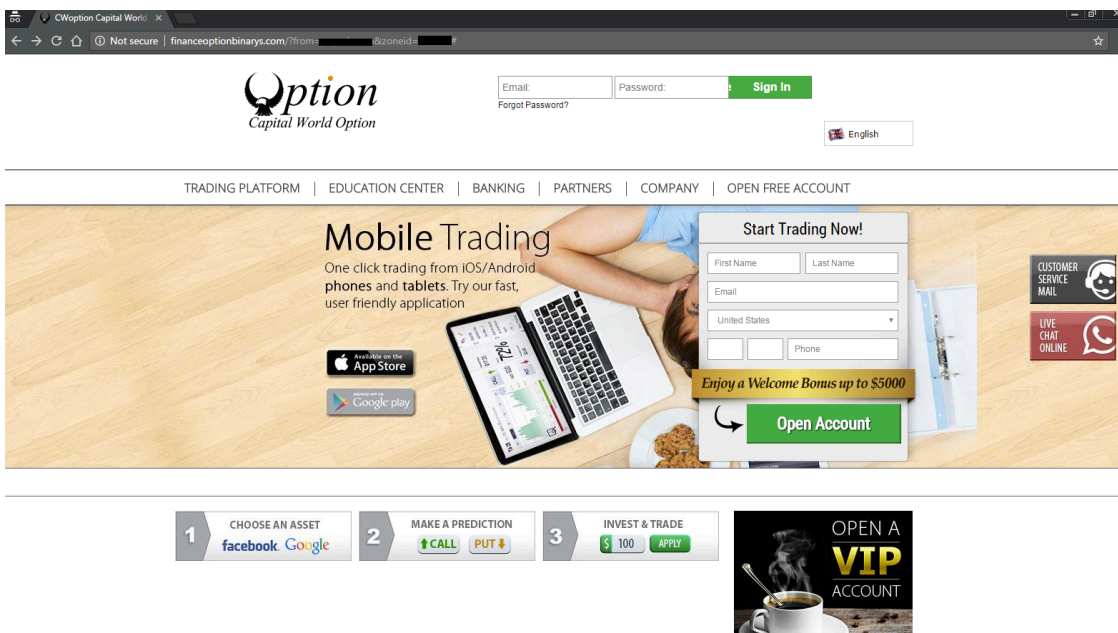 CWoption Capital World
Not secure | financeoptionbinarys.com/?from= &zoneid= #
Option
Capital World Option
Email:
Password:
Sign In
Forgot Password?
English
TRADING PLATFORM | EDUCATION CENTER | BANKING | PARTNERS | COMPANY | OPEN FREE ACCOUNT
Mobile Trading
One click trading from iOS/Android
phones and tablets. Try our fast,
user friendly application
Available on the
App Store
ANDROID APP ON
Google play
Start Trading Now!
First Name
Last Name
Email
United States
Phone
Enjoy a Welcome Bonus up to $5000
Open Account
CUSTOMER
SERVICE
MAIL
LIVE
CHAT
ONLINE
1
CHOOSE AN ASSET
facebook. Google
2
MAKE A PREDICTION
CALL PUT
3
INVEST & TRADE
$ 100 APPLY
OPEN A
VIP
ACCOUNT